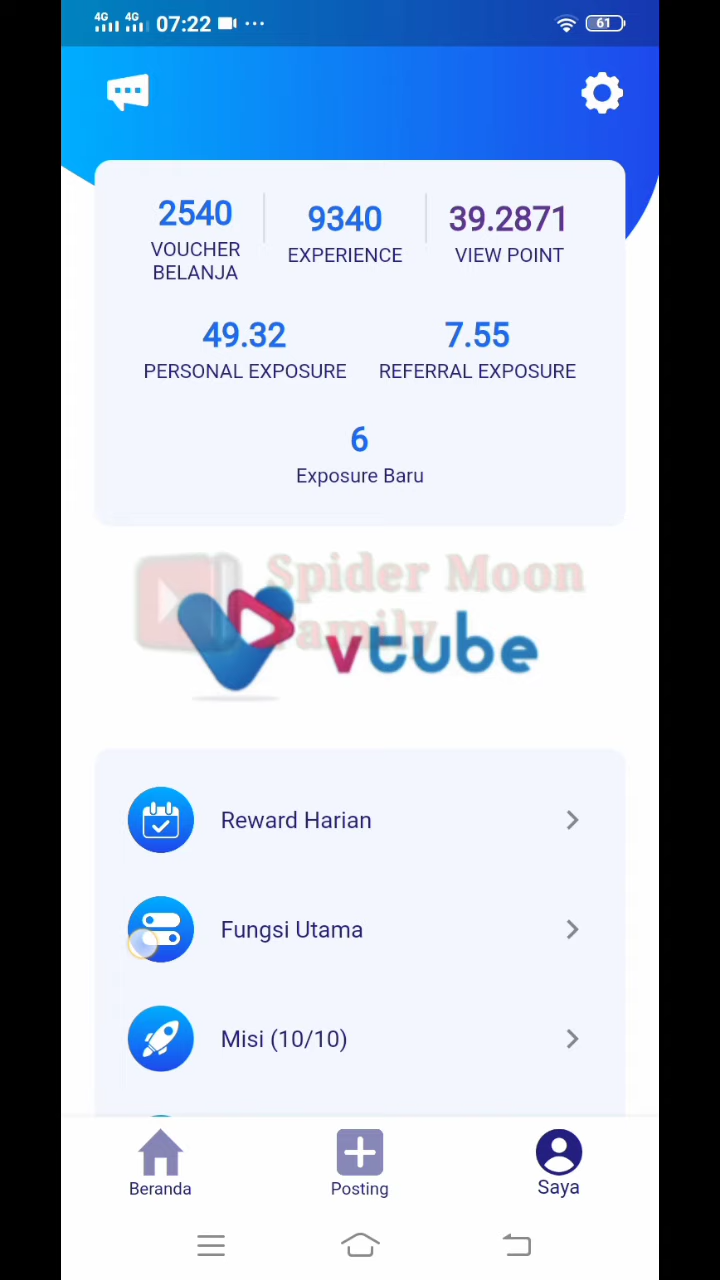 4G 4G 07:22 61
2540 9340 39.2871
VOUCHER BELANJA EXPERIENCE VIEW POINT
49.32 7.55
PERSONAL EXPOSURE REFERRAL EXPOSURE
6
Exposure Baru
Spider Moon
Family
vtube
Reward Harian
Fungsi Utama
Misi (10/10)
Beranda Posting Saya